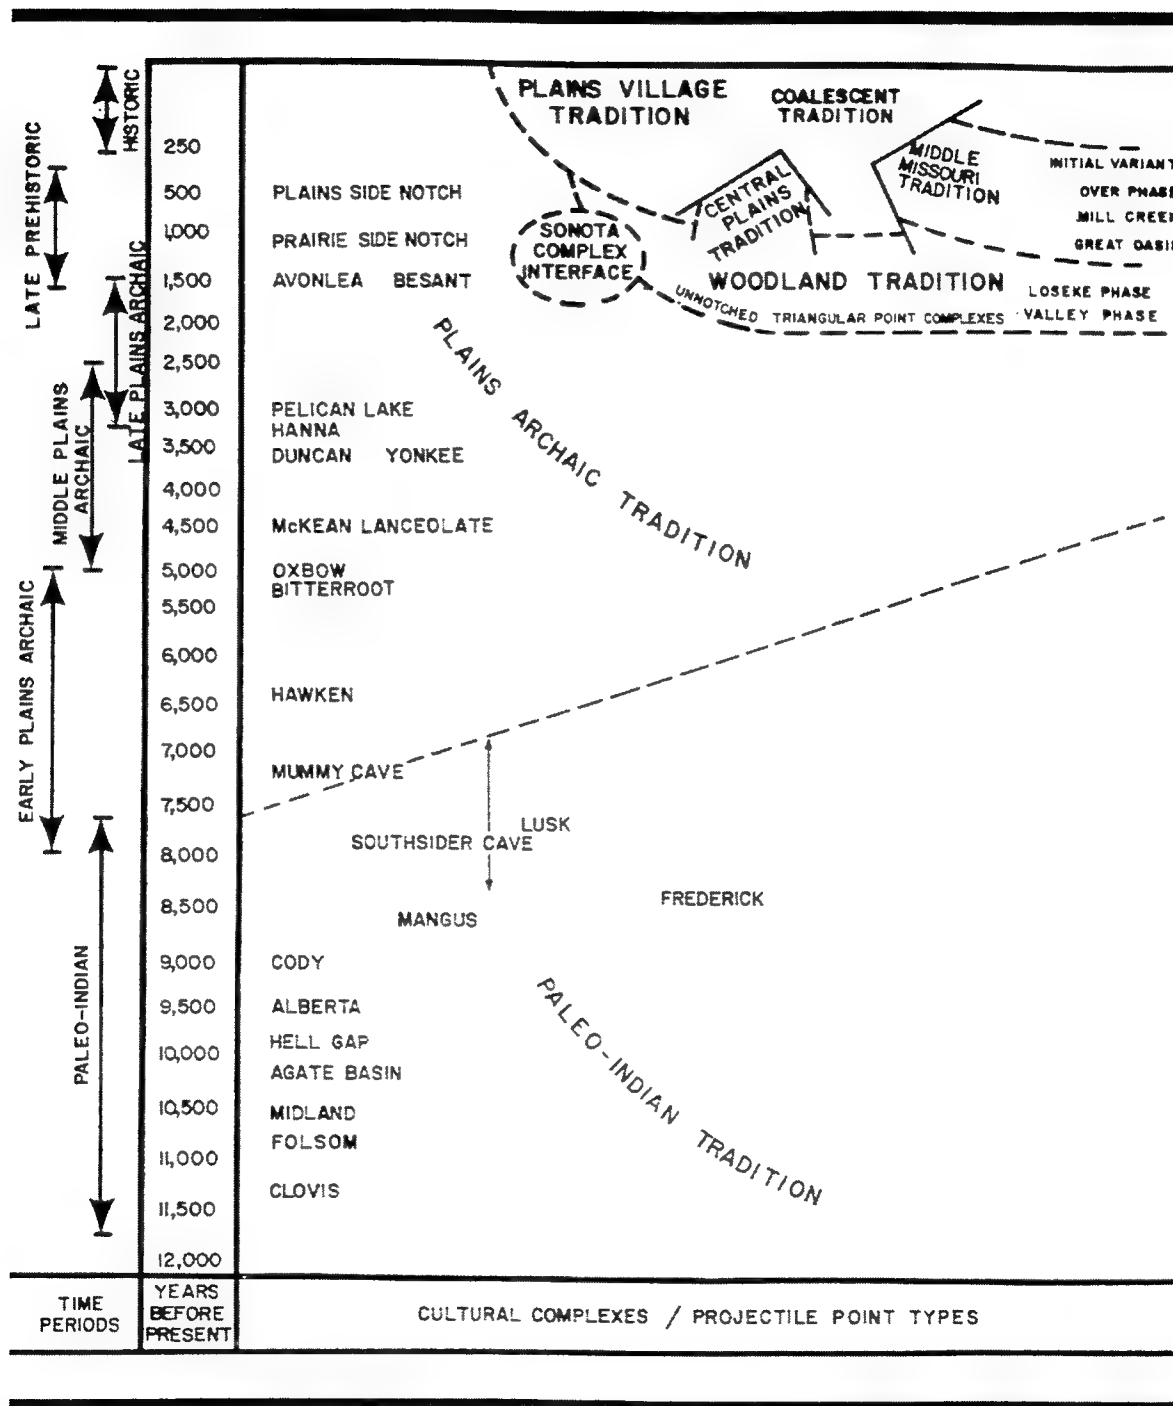 HISTORIC
LATE PREHISTORIC
LATE PLAINS ARCHAIC
MIDDLE PLAINS
ARCHAIC
EARLY PLAINS ARCHAIC
PALEO-INDIAN
250
500
1,000
1,500
2,000
2,500
3,000
3,500
4,000
4,500
5,000
5,500
6,000
6,500
7,000
7,500
8,000
8,500
9,000
9,500
10,000
10,500
11,000
11,500
12,000
PLAINS VILLAGE
TRADITION
COALESCENT
TRADITION
MIDDLE
MISSOURI
TRADITION
INITIAL VARIANT
OVER PHASE
MILL CREEK
GREAT OASIS
CENTRAL
PLAINS
TRADITION
SONOTA
COMPLEX
INTERFACE
WOODLAND TRADITION
LOSEKE PHASE
VALLEY PHASE
UNNOTCHED TRIANGULAR POINT COMPLEXES
PLAINS SIDE NOTCH
PRAIRIE SIDE NOTCH
AVONLEA BESANT
PLAINS ARCHAIC TRADITION
PELICAN LAKE
HANNA
DUNCAN YONKEE
McKEAN LANCEOLATE
OXBOW
BITTERROOT
HAWKEN
MUMMY CAVE
LUSK
SOUTHSIDER CAVE
FREDERICK
MANGUS
CODY
ALBERTA
HELL GAP
AGATE BASIN
MIDLAND
FOLSOM
CLOVIS
PALEO-INDIAN TRADITION
TIME
PERIODS
YEARS
BEFORE
PRESENT
CULTURAL COMPLEXES / PROJECTILE POINT TYPES